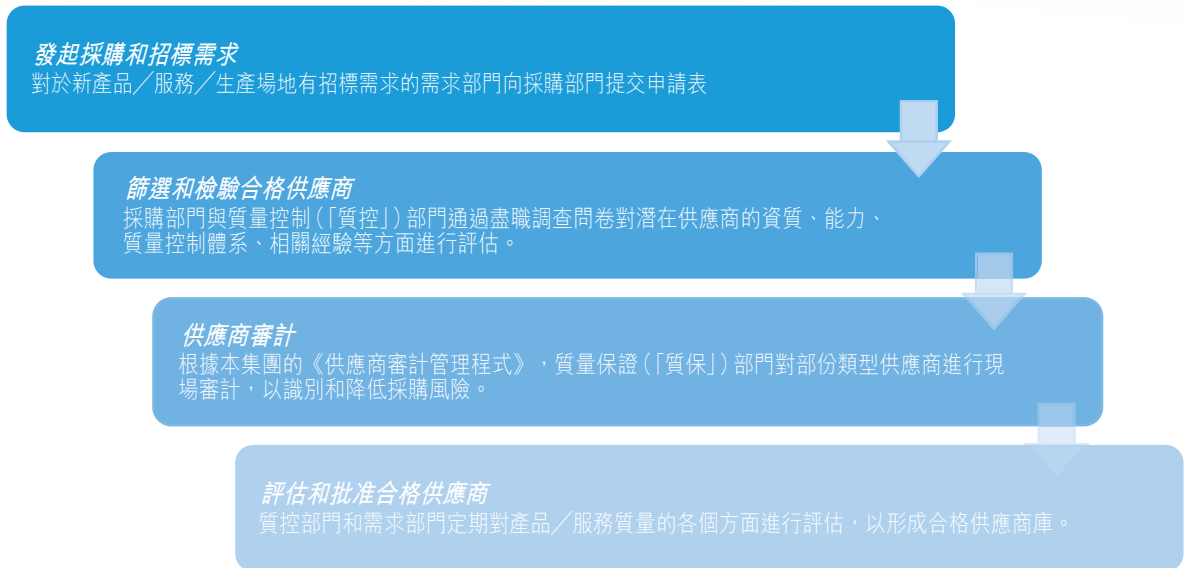 發起採購和招標需求
對於新產品／服務／生產場地有招標需求的需求部門向採購部門提交申請表
篩選和檢驗合格供應商
採購部門與質量控制（「質控」）部門通過盡職調查問卷對潛在供應商的資質、能力、
質量控制體系、相關經驗等方面進行評估。
供應商審計
根據本集團的《供應商審計管理程式》，質量保證（「質保」）部門對部份類型供應商進行現
場審計，以識別和降低採購風險。
評估和批准合格供應商
質控部門和需求部門定期對產品／服務質量的各個方面進行評估，以形成合格供應商庫。